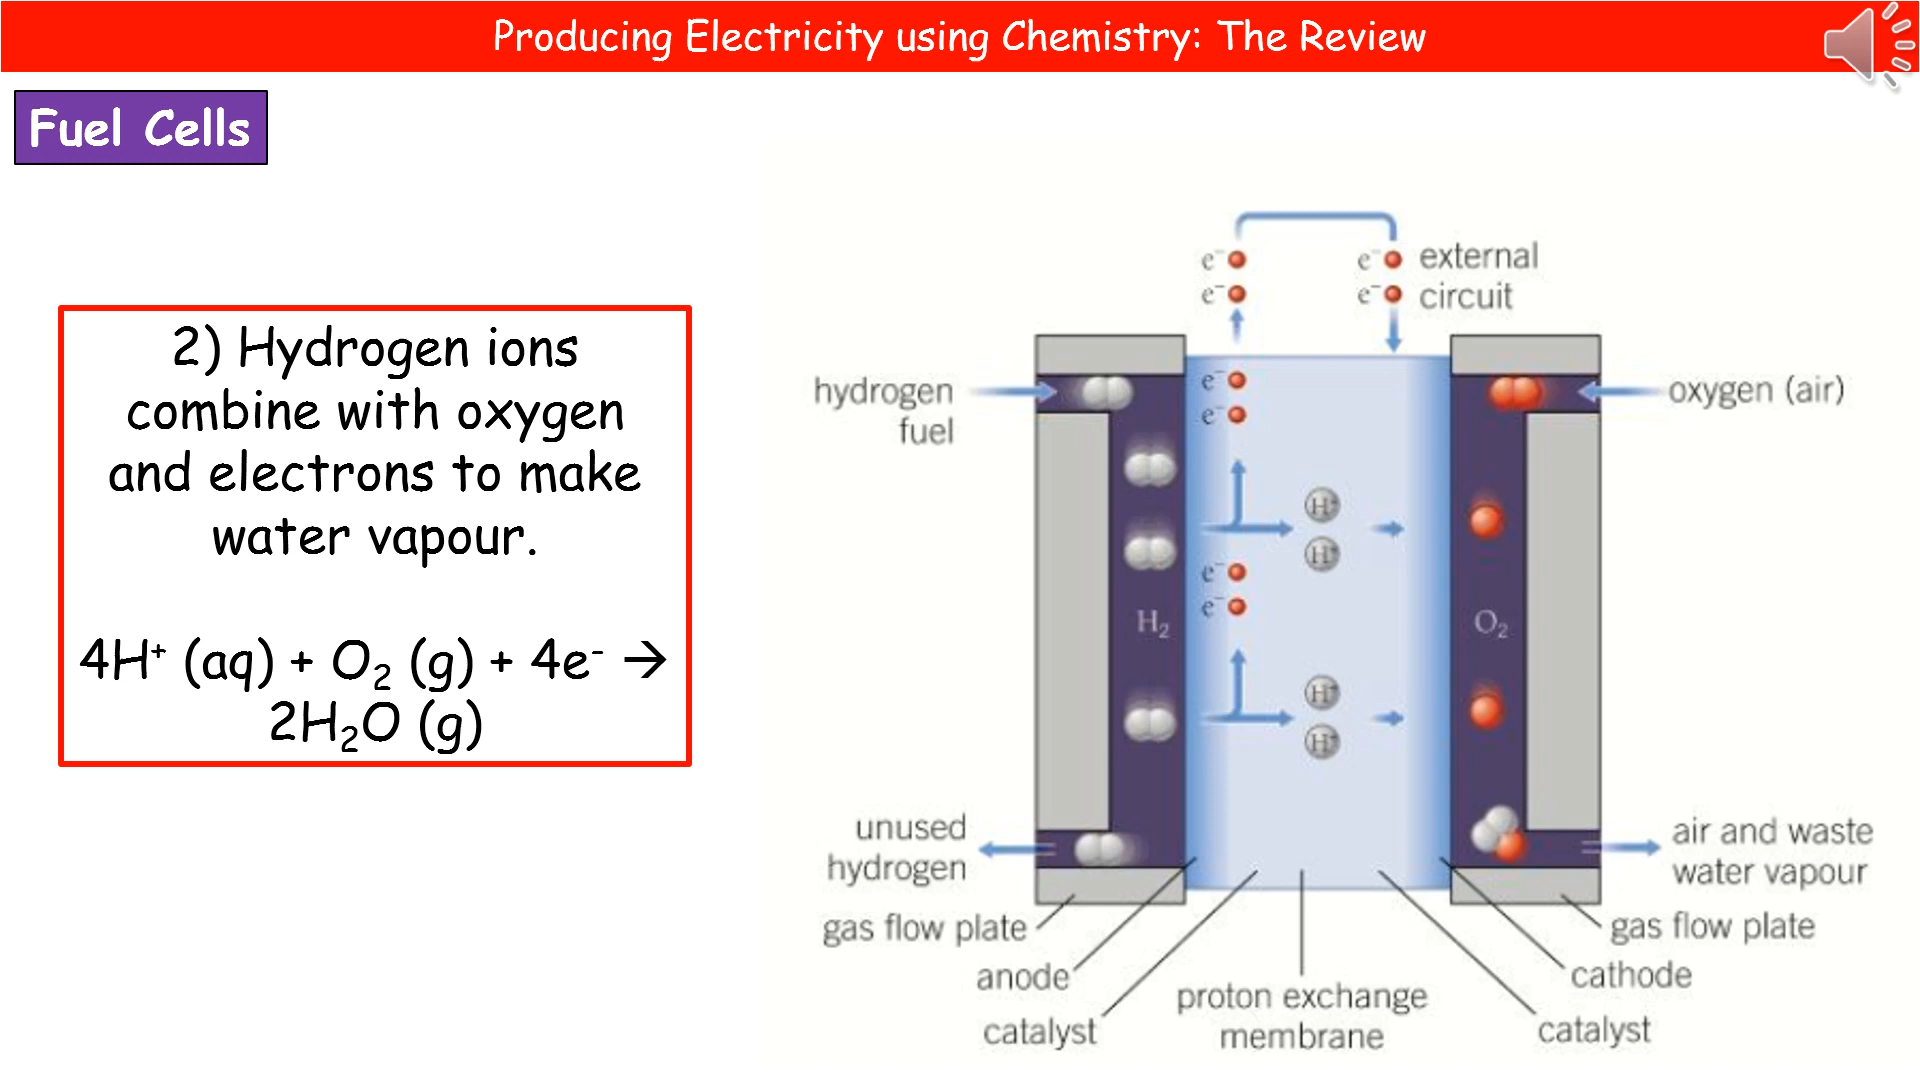 Producing Electricity using Chemistry: The Review
Fuel Cells
2) Hydrogen ions
combine with oxygen
and electrons to make
water vapour.
4H⁺ (aq) + O₂ (g) + 4e⁻ →
2H₂O (g)
e⁻ e⁻ external
e⁻ e⁻ circuit
hydrogen
fuel
e⁻
e⁻
oxygen (air)
H⁺
H⁺
e⁻
e⁻
H₂
O₂
H⁺
H⁺
unused
hydrogen
air and waste
water vapour
gas flow plate
gas flow plate
anode
cathode
catalyst
proton exchange
membrane
catalyst